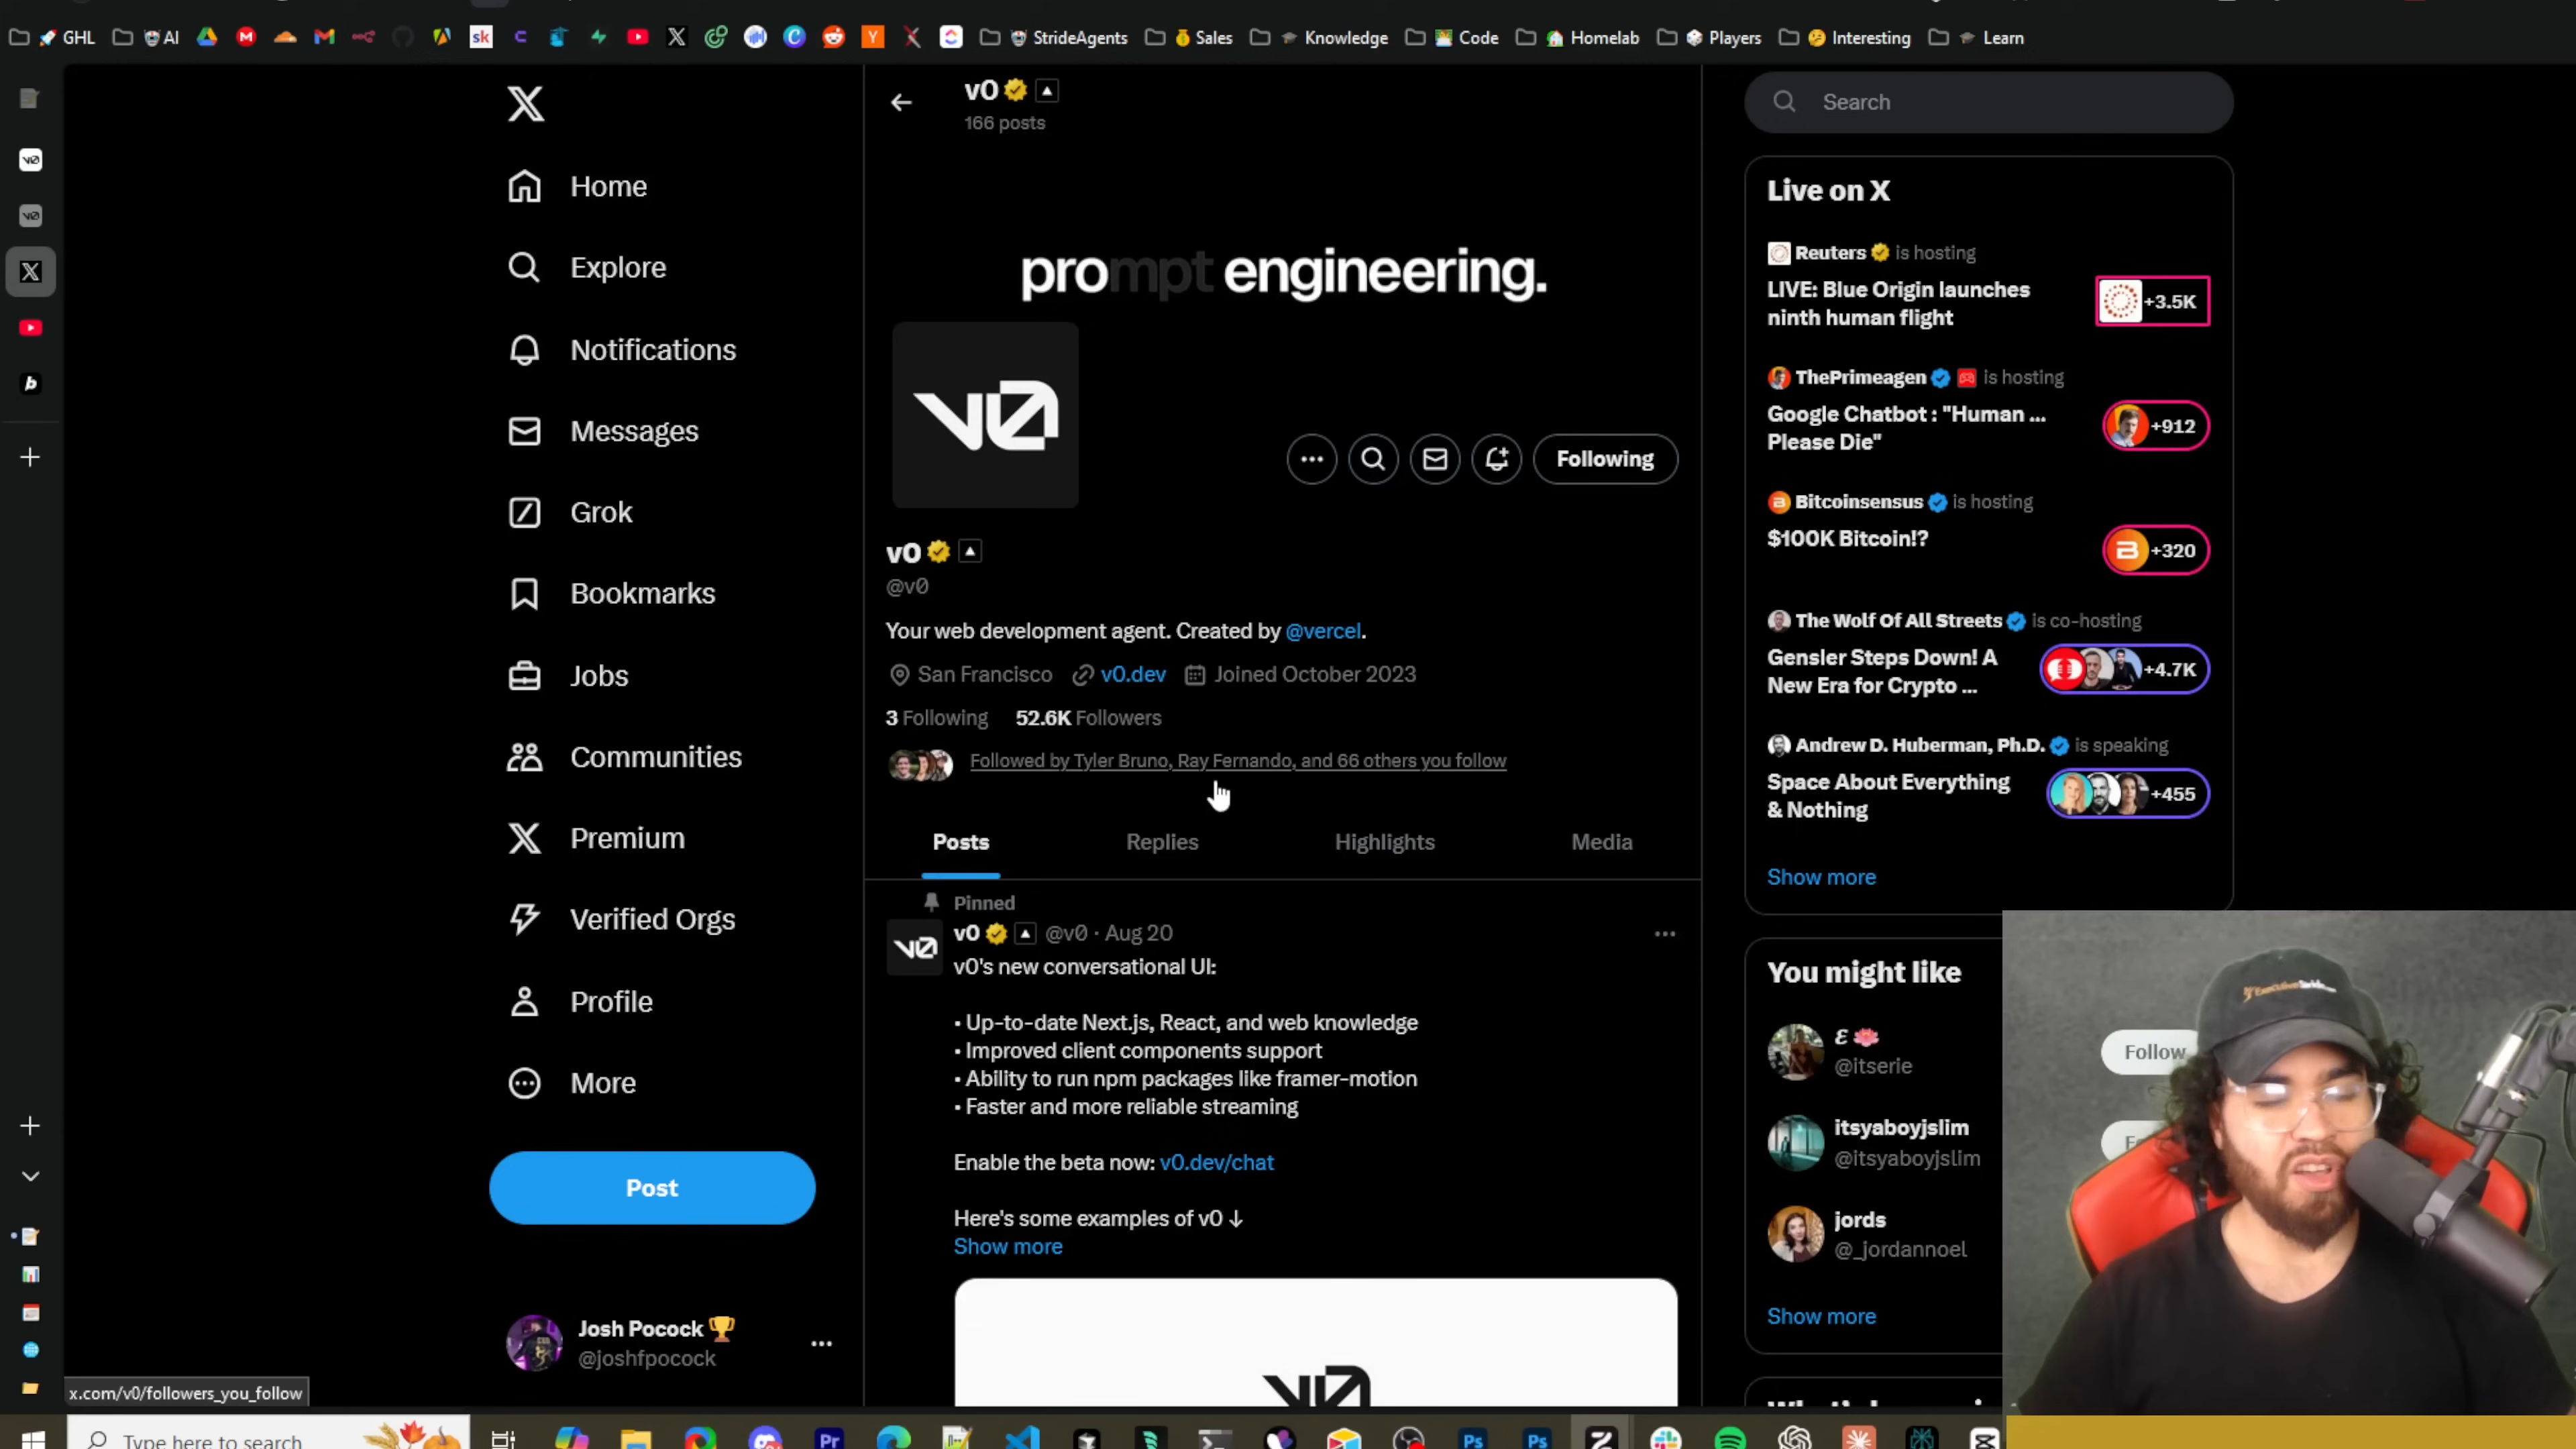 GHL AI sk StrideAgents Sales Knowledge Code Homelab Players Interesting Learn
v0
166 posts
Search
prompt engineering.
v0
Home
Explore
Notifications
Messages
Grok
Bookmarks
Jobs
Communities
Premium
Verified Orgs
Profile
More
Post
Josh Pocock
@joshfpocock
Following
v0
@v0
Your web development agent. Created by @vercel.
San Francisco v0.dev Joined October 2023
3 Following 52.6K Followers
Followed by Tyler Bruno, Ray Fernando, and 66 others you follow
Posts Replies Highlights Media
Pinned
v0 @v0 · Aug 20
v0's new conversational UI:
• Up-to-date Next.js, React, and web knowledge
• Improved client components support
• Ability to run npm packages like framer-motion
• Faster and more reliable streaming
Enable the beta now: v0.dev/chat
Here's some examples of v0 ↓
Show more
Live on X
Reuters is hosting
LIVE: Blue Origin launches
ninth human flight
+3.5K
ThePrimeagen is hosting
Google Chatbot : "Human ...
Please Die"
+912
Bitcoinsensus is hosting
$100K Bitcoin!?
+320
The Wolf Of All Streets is co-hosting
Gensler Steps Down! A
New Era for Crypto ...
+4.7K
Andrew D. Huberman, Ph.D. is speaking
Space About Everything
& Nothing
+455
Show more
You might like
ε
@itserie
Follow
itsyaboyjslim
@itsyaboyjslim
jords
@_jordannoel
Show more
x.com/v0/followers_you_follow
Type here to search
Pr Ps Ps